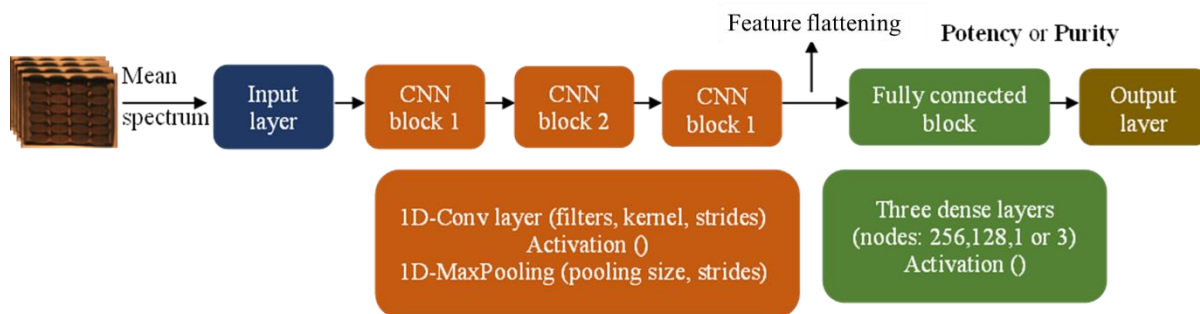 Feature flattening
Potency or Purity
Mean
spectrum
Input
layer
CNN
block 1
CNN
block 2
CNN
block 1
Fully connected
block
Output
layer
1D-Conv layer (filters, kernel, strides)
Activation ()
1D-MaxPooling (pooling size, strides)
Three dense layers
(nodes: 256,128,1 or 3)
Activation ()